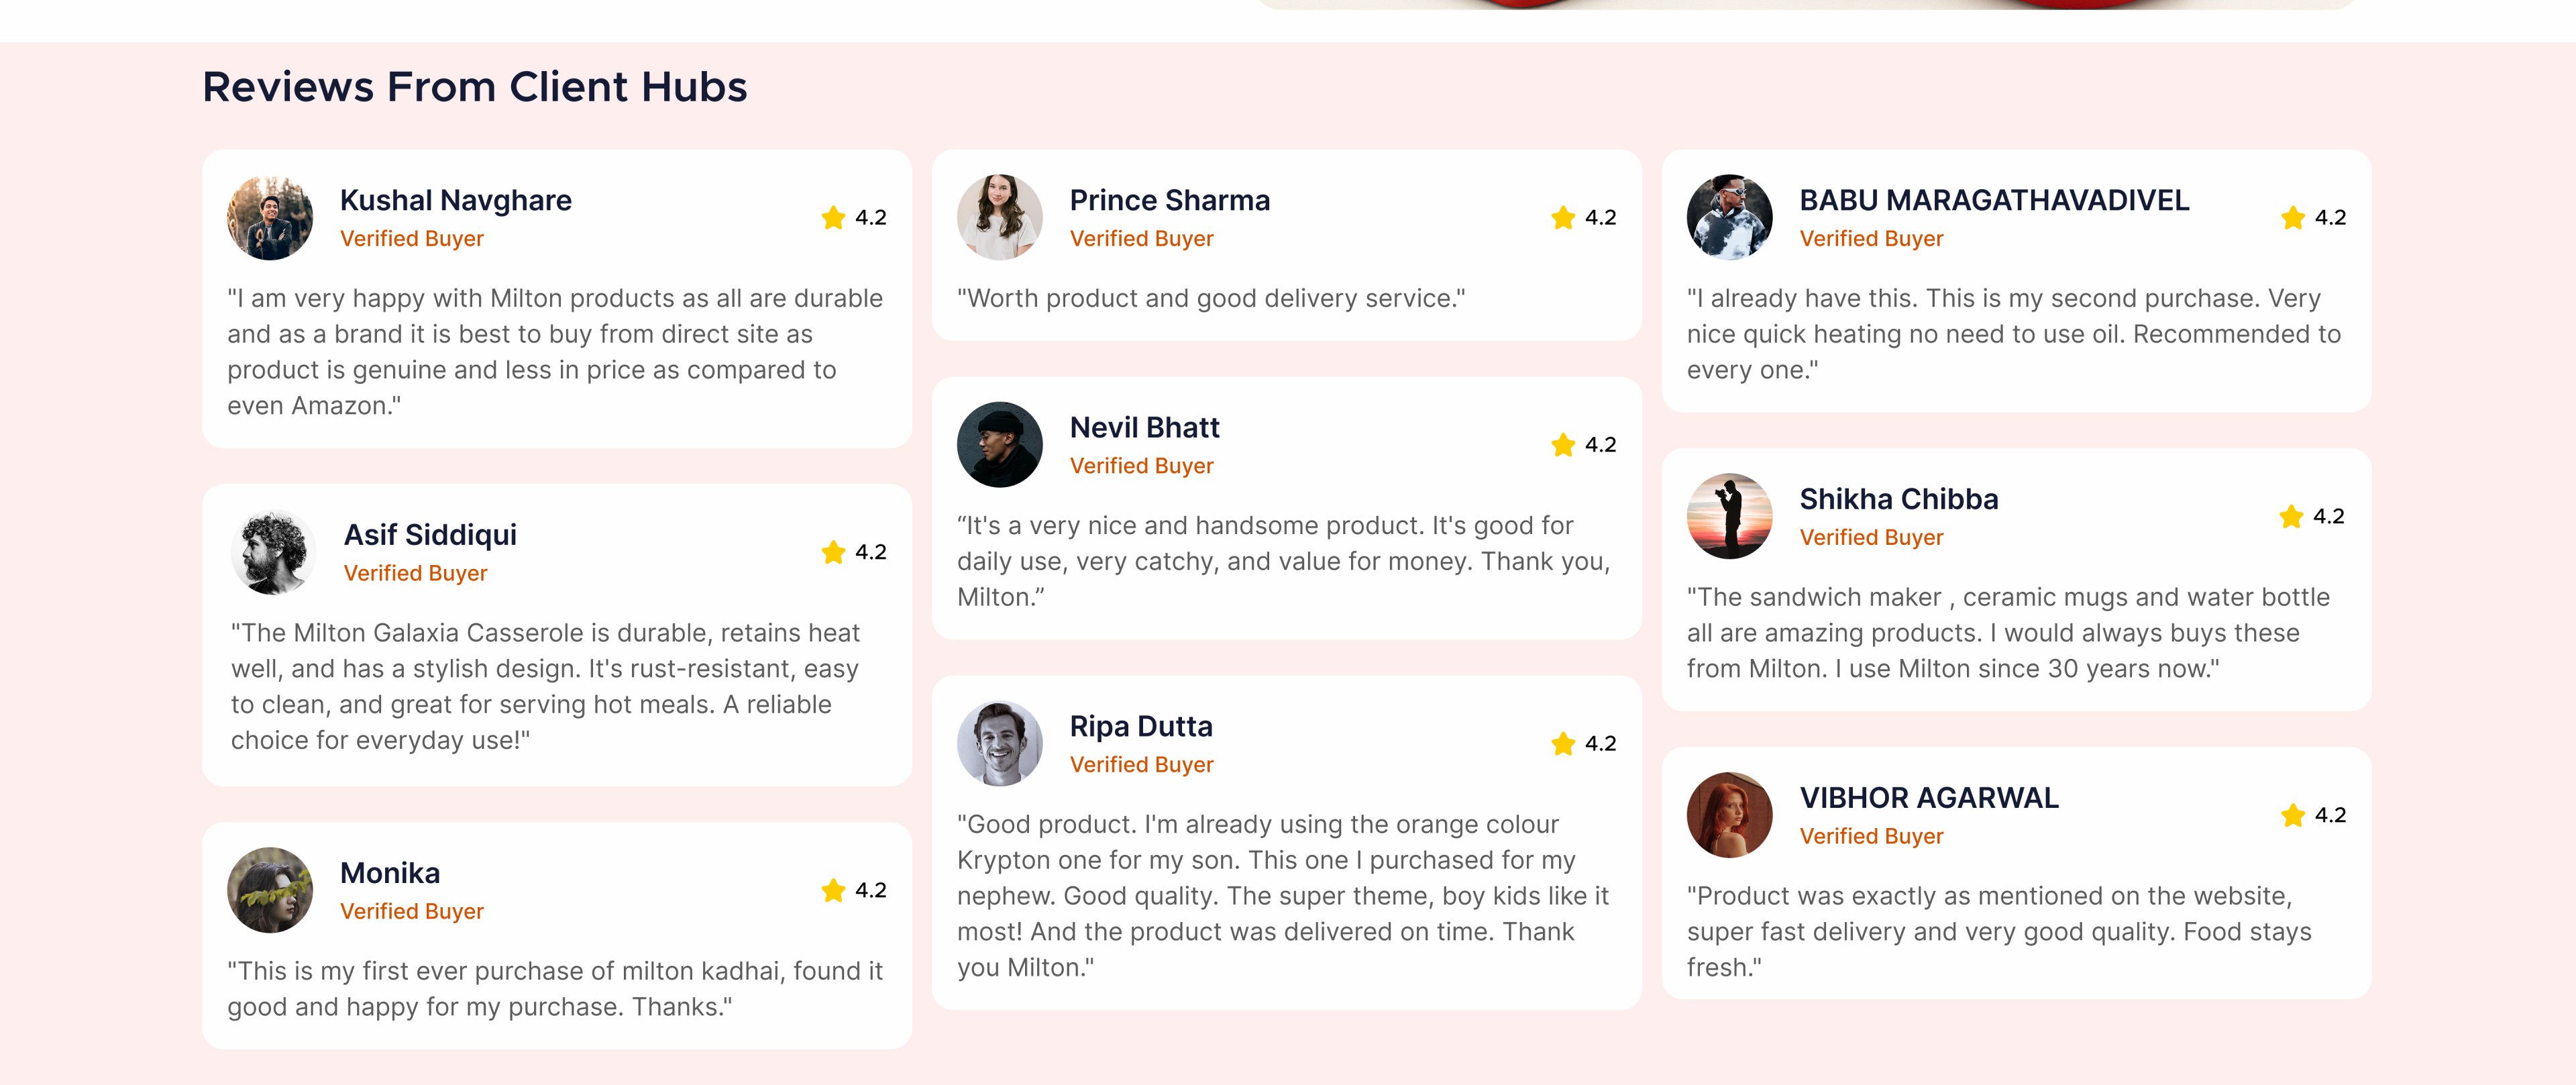 Reviews From Client Hubs
Kushal Navghare
Verified Buyer
4.2
"I am very happy with Milton products as all are durable
and as a brand it is best to buy from direct site as
product is genuine and less in price as compared to
even Amazon."
Asif Siddiqui
Verified Buyer
4.2
"The Milton Galaxia Casserole is durable, retains heat
well, and has a stylish design. It's rust-resistant, easy
to clean, and great for serving hot meals. A reliable
choice for everyday use!"
Monika
Verified Buyer
4.2
"This is my first ever purchase of milton kadhai, found it
good and happy for my purchase. Thanks."
Prince Sharma
Verified Buyer
4.2
"Worth product and good delivery service."
Nevil Bhatt
Verified Buyer
4.2
“It's a very nice and handsome product. It's good for
daily use, very catchy, and value for money. Thank you,
Milton.”
Ripa Dutta
Verified Buyer
4.2
"Good product. I'm already using the orange colour
Krypton one for my son. This one I purchased for my
nephew. Good quality. The super theme, boy kids like it
most! And the product was delivered on time. Thank
you Milton."
BABU MARAGATHAVADIVEL
Verified Buyer
4.2
"I already have this. This is my second purchase. Very
nice quick heating no need to use oil. Recommended to
every one."
Shikha Chibba
Verified Buyer
4.2
"The sandwich maker , ceramic mugs and water bottle
all are amazing products. I would always buys these
from Milton. I use Milton since 30 years now."
VIBHOR AGARWAL
Verified Buyer
4.2
"Product was exactly as mentioned on the website,
super fast delivery and very good quality. Food stays
fresh."